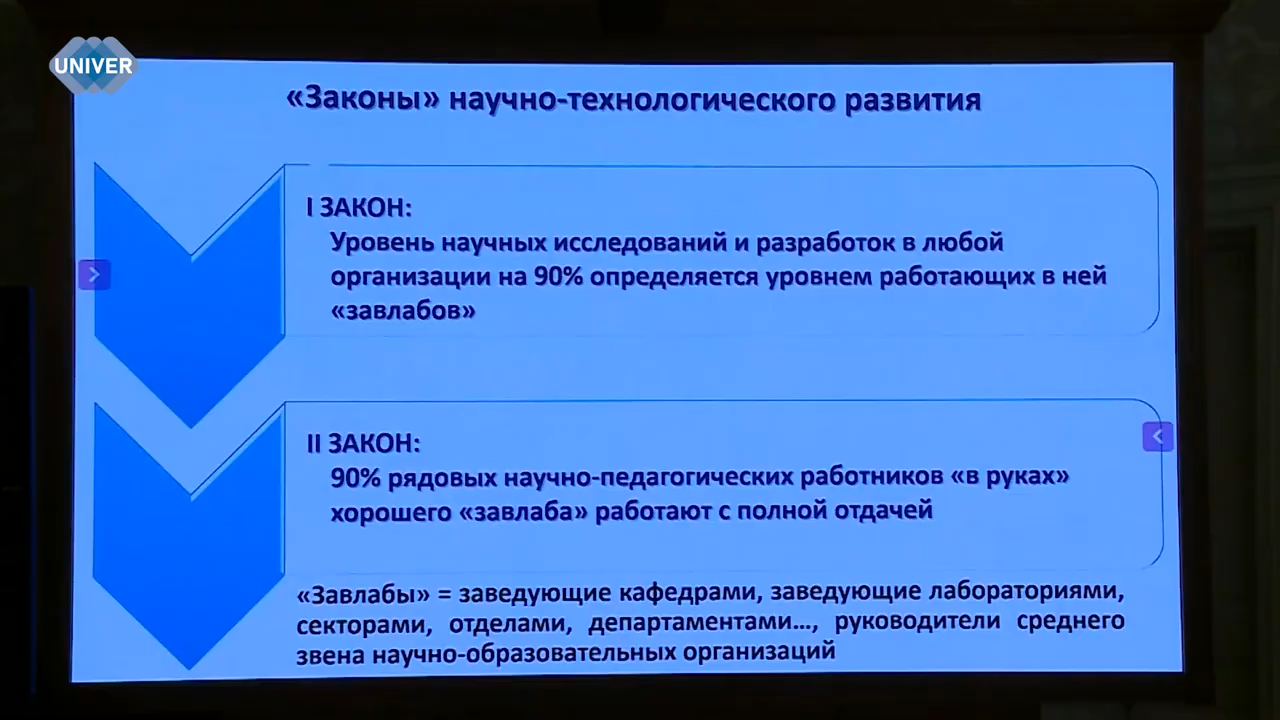 UNIVER
«Законы» научно-технологического развития
I ЗАКОН:
Уровень научных исследований и разработок в любой
организации на 90% определяется уровнем работающих в ней
«завлабов»
II ЗАКОН:
90% рядовых научно-педагогических работников «в руках»
хорошего «завлаба» работают с полной отдачей
«Завлабы» = заведующие кафедрами, заведующие лабораториями,
секторами, отделами, департаментами…, руководители среднего
звена научно-образовательных организаций